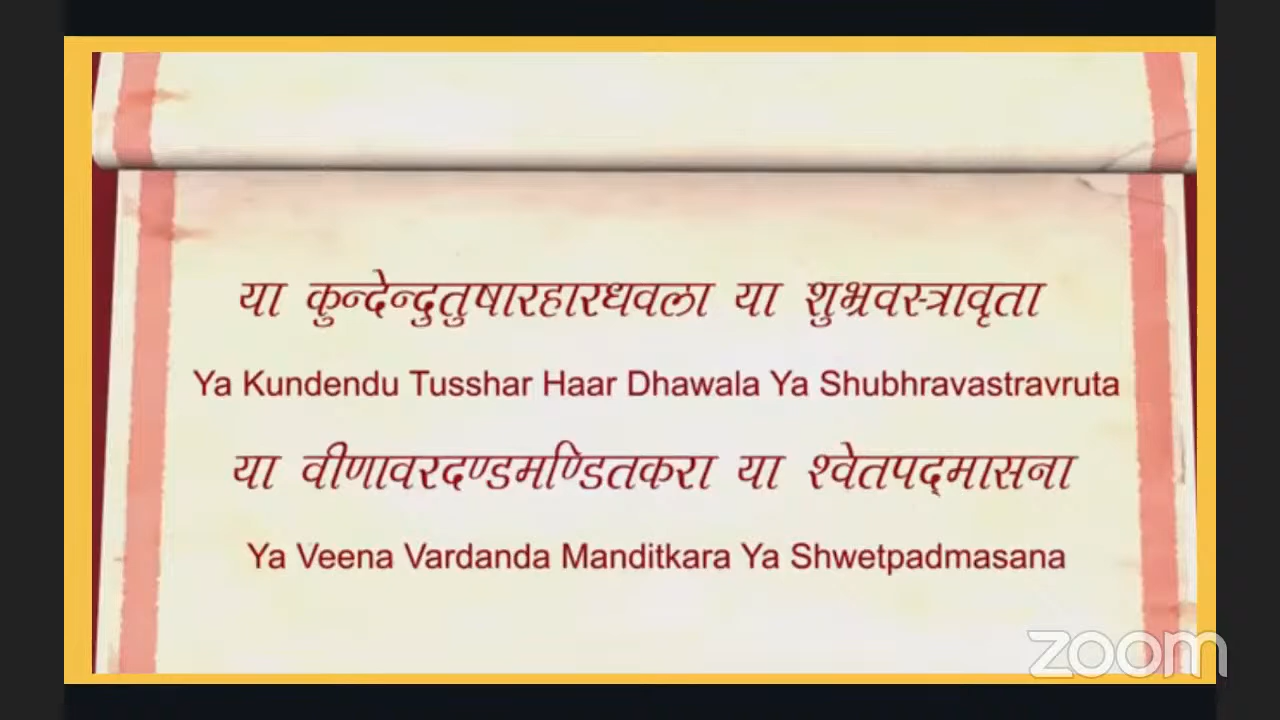 या कुन्देन्दुतुषारहारधवला या शुभ्रवस्त्रावृता
Ya Kundendu Tusshar Haar Dhawala Ya Shubhravastravruta
या वीणावरदण्डमण्डितकरा या श्वेतपद्मासना
Ya Veena Vardanda Manditkara Ya Shwetpadmasana
zoom